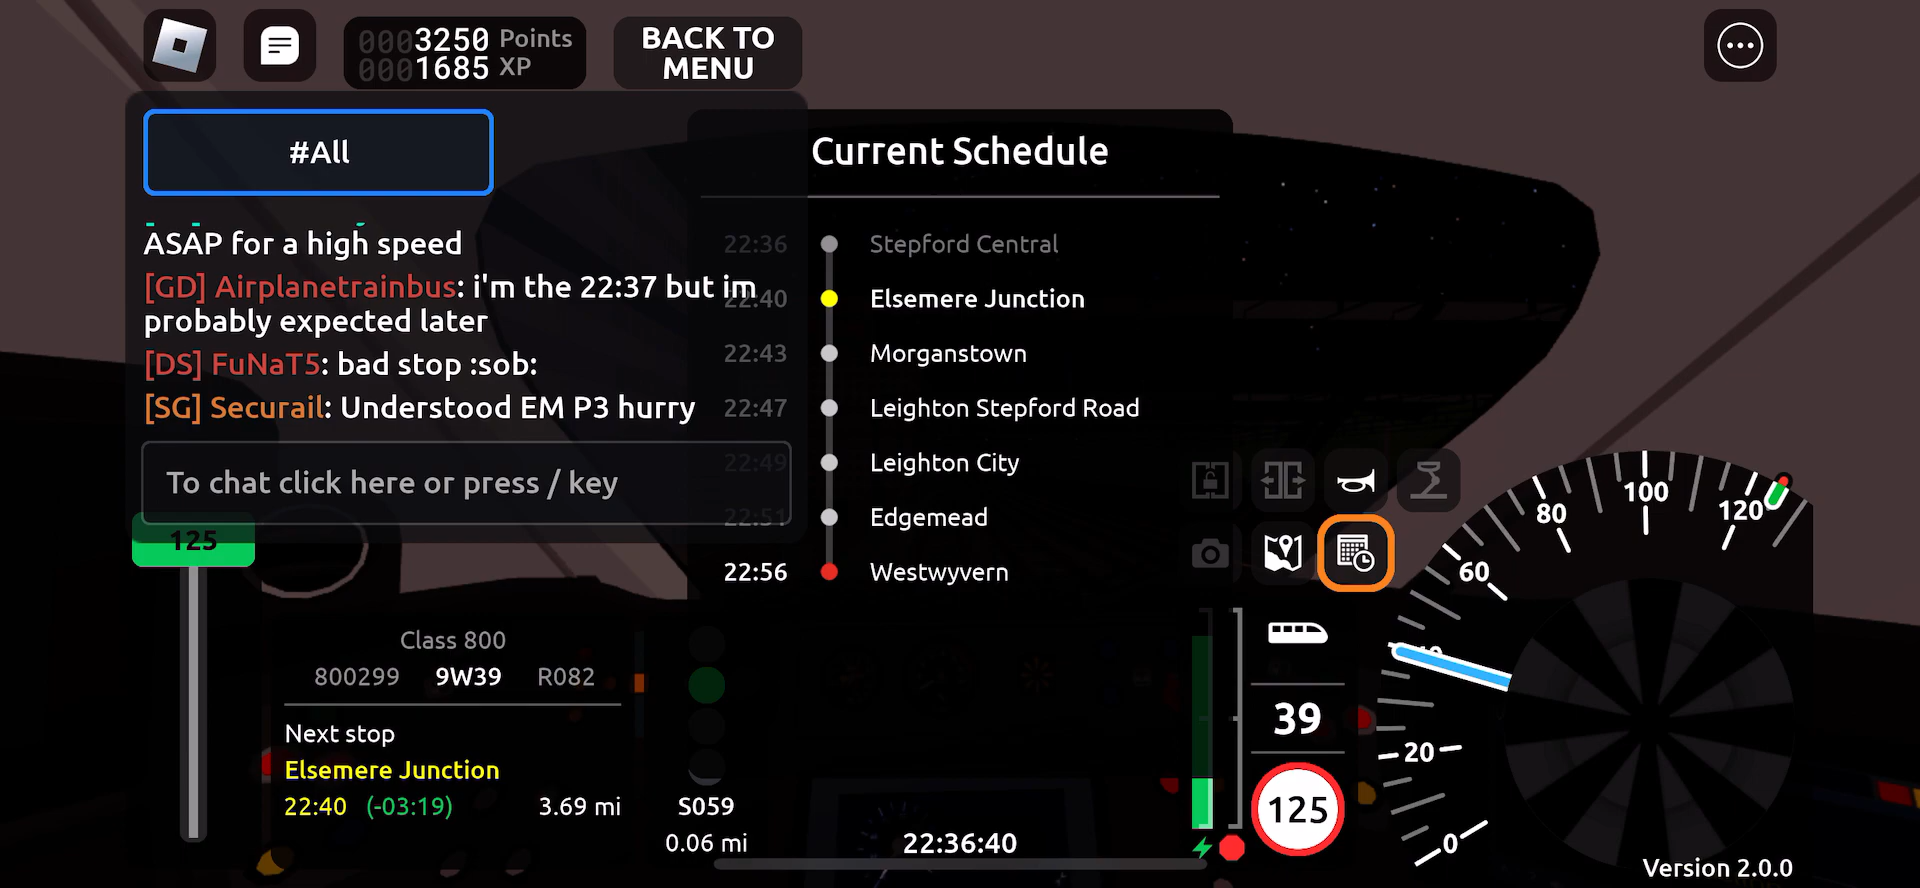 0003250 Points
0001685 XP
BACK TO
MENU
#All
ASAP for a high speed
[GD] Airplanetrainbus: i'm the 22:37 but im
probably expected later
[DS] FuNaT5: bad stop :sob:
[SG] Securail: Understood EM P3 hurry
To chat click here or press / key
Current Schedule
22:36 Stepford Central
22:40 Elsemere Junction
22:43 Morganstown
22:47 Leighton Stepford Road
22:49 Leighton City
22:51 Edgemead
22:56 Westwyvern
125
Class 800
800299 9W39 R082
Next stop
Elsemere Junction
22:40 (-03:19) 3.69 mi
S059
0.06 mi
22:36:40
39
125
0
20
40
60
80
100
120
Version 2.0.0